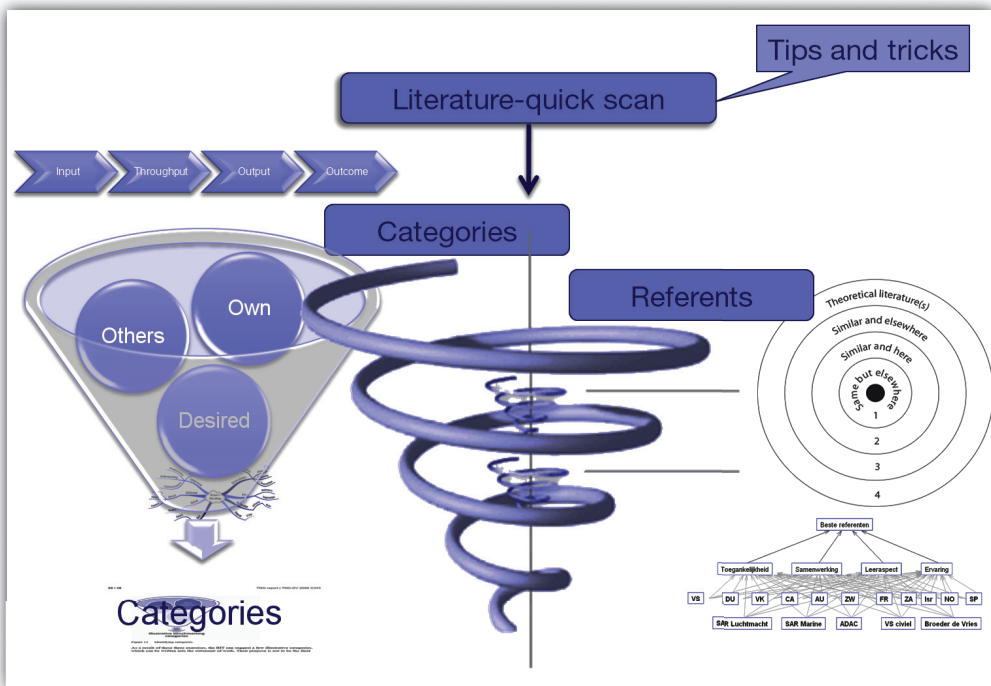 Tips and tricks
Literature-quick scan
Input
Throughput
Output
Outcome
Categories
Referents
Own
Others
Desired
Theoretical literature(s)
Similar and elsewhere
Similar and here
Same but elsewhere
1
2
3
4
Beste referenten
Toegankelijkheid
Samenwerking
Leeraspect
Ervaring
VS
DU
VK
CA
AU
ZW
FR
ZA
Isr
NO
SP
SAR Luchtmacht
SAR Marine
ADAC
VS civiel
Broeder de Vries
Categories
categories